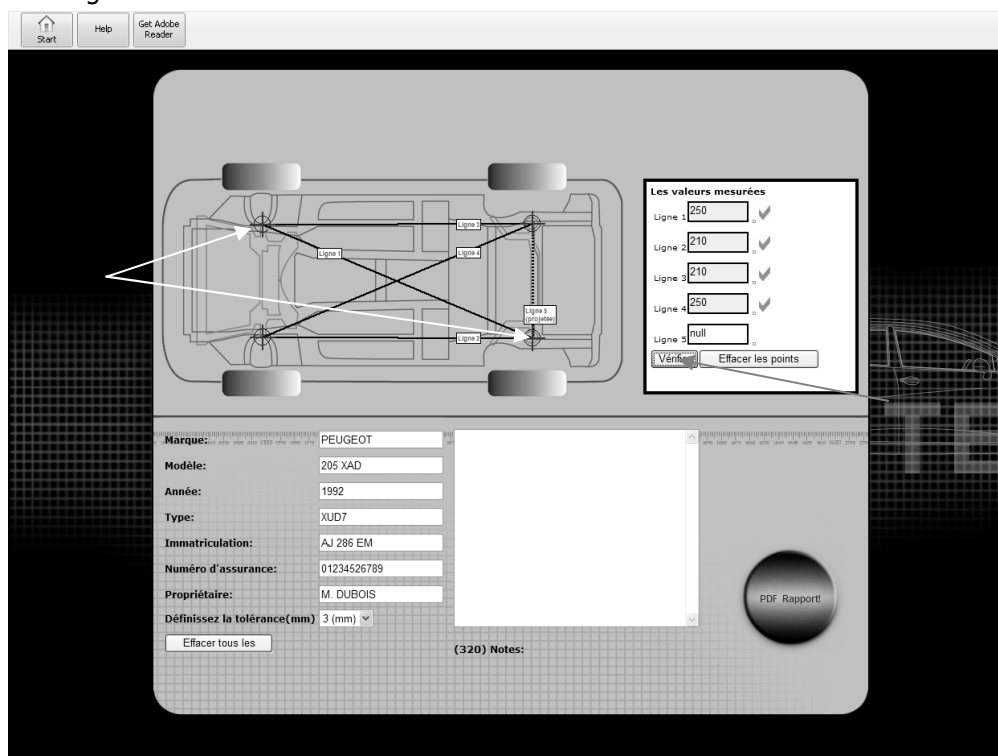 Start
Help
Get Adobe
Reader
Les valeurs mesurées
Ligne 1 250
Ligne 2 210
Ligne 3 210
Ligne 4 250
Ligne 5 null
Effacer les points
Ligne 3
Ligne 1
Ligne 4
Ligne 5
(projetée)
Ligne 2
Marque: PEUGEOT
Modèle: 205 XAD
Année: 1992
Type: XUD7
Immatriculation: AJ 286 EM
Numéro d'assurance: 01234526789
Propriétaire: M. DUBOIS
Définissez la tolérance(mm) 3 (mm)
Effacer tous les
(320) Notes:
PDF Rapport!
TE